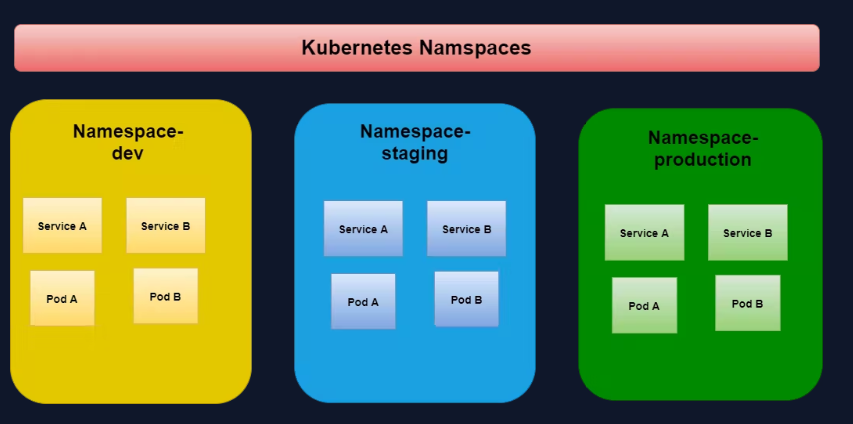 Kubernetes Namspaces
Namespace-
dev
Service A
Service B
Pod A
Pod B
Namespace-
staging
Service A
Service B
Pod A
Pod B
Namespace-
production
Service A
Service B
Pod A
Pod B